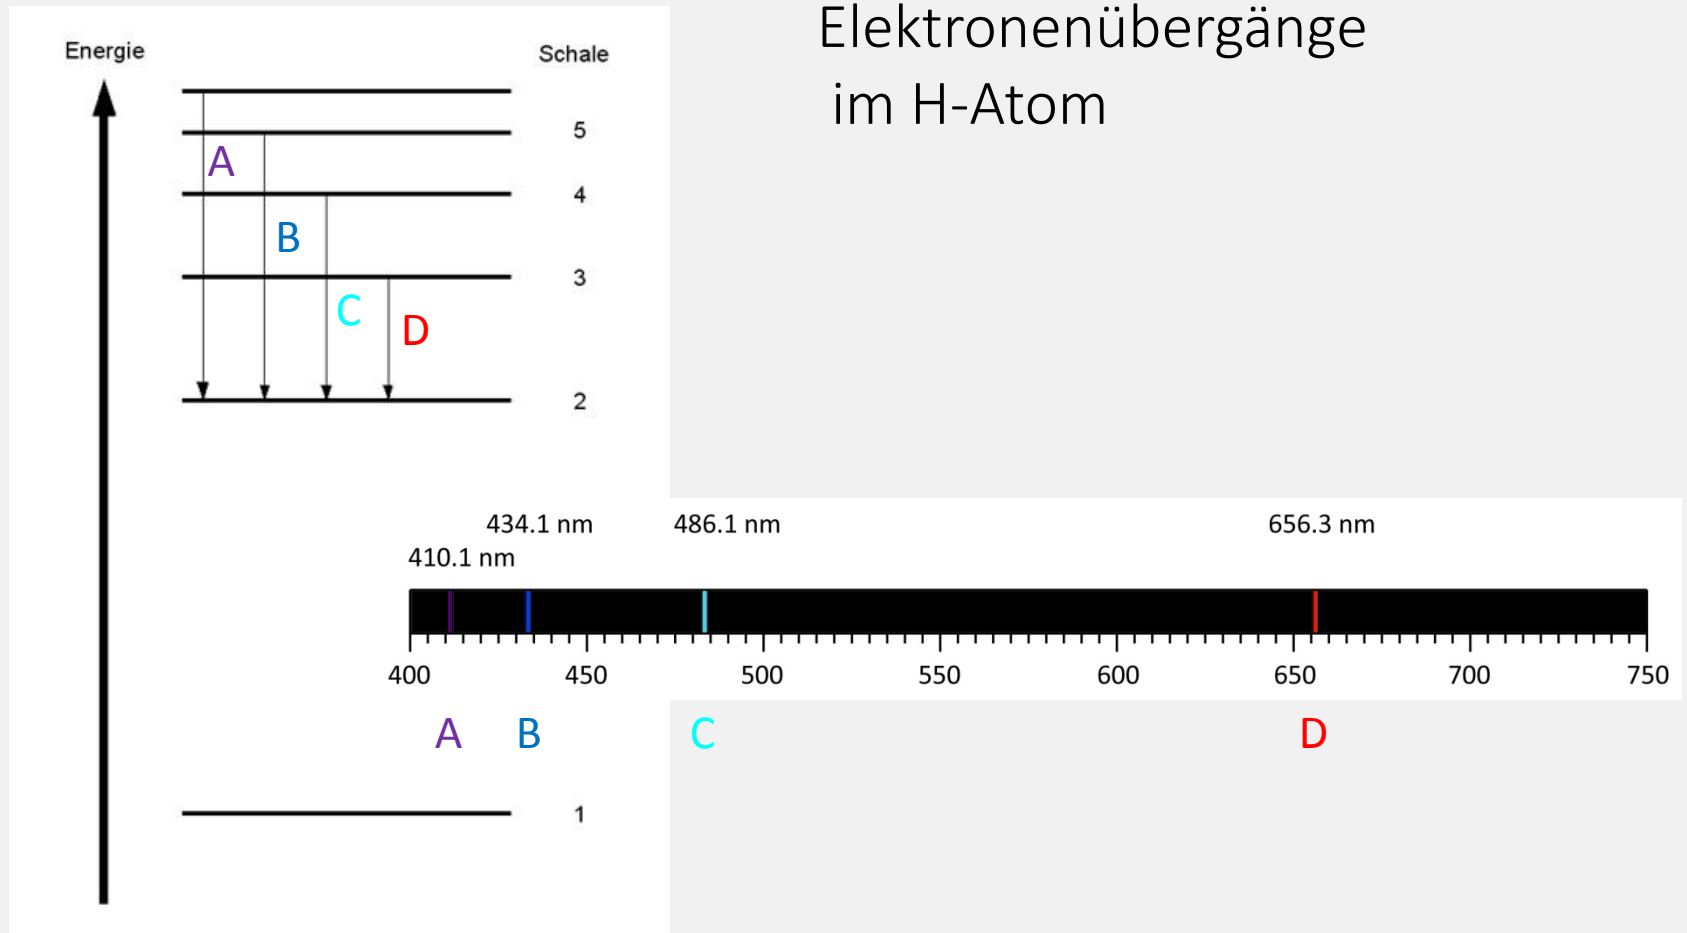 Elektronenübergänge
im H-Atom
Energie
Schale
5
A
4
B
3
C
D
2
434.1 nm
486.1 nm
656.3 nm
410.1 nm
400 450 500 550 600 650 700 750
A B C D
1